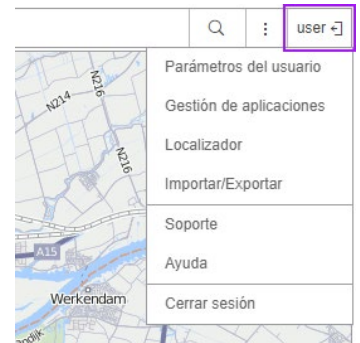 user
Parámetros del usuario
Gestión de aplicaciones
Localizador
Importar/Exportar
Soporte
Ayuda
Cerrar sesión
N216
N214
N216
A15
Werkendam